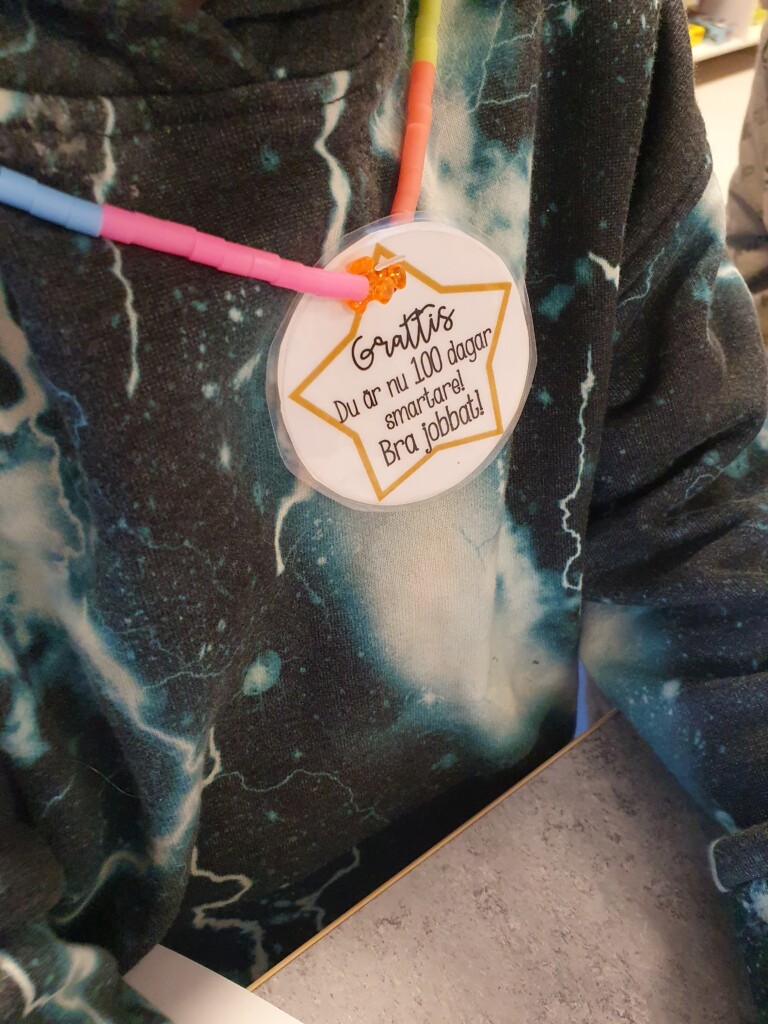 Grattis
Du är nu 100 dagar
smartare!
Bra jobbat!